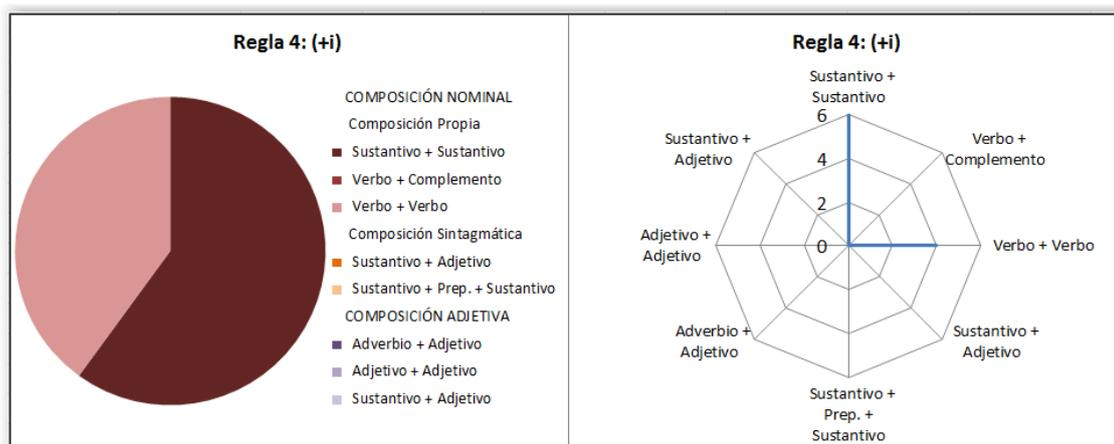 Regla 4: (+i)
COMPOSICIÓN NOMINAL
Composición Propia
Sustantivo + Sustantivo
Verbo + Complemento
Verbo + Verbo
Composición Sintagmática
Sustantivo + Adjetivo
Sustantivo + Prep. + Sustantivo
COMPOSICIÓN ADJETIVA
Adverbio + Adjetivo
Adjetivo + Adjetivo
Sustantivo + Adjetivo
Regla 4: (+i)
Sustantivo +
Sustantivo
6
4
2
0
Verbo +
Complemento
Verbo + Verbo
Sustantivo +
Adjetivo
Sustantivo +
Prep. +
Sustantivo
Adverbio +
Adjetivo
Adjetivo +
Adjetivo
Sustantivo +
Adjetivo